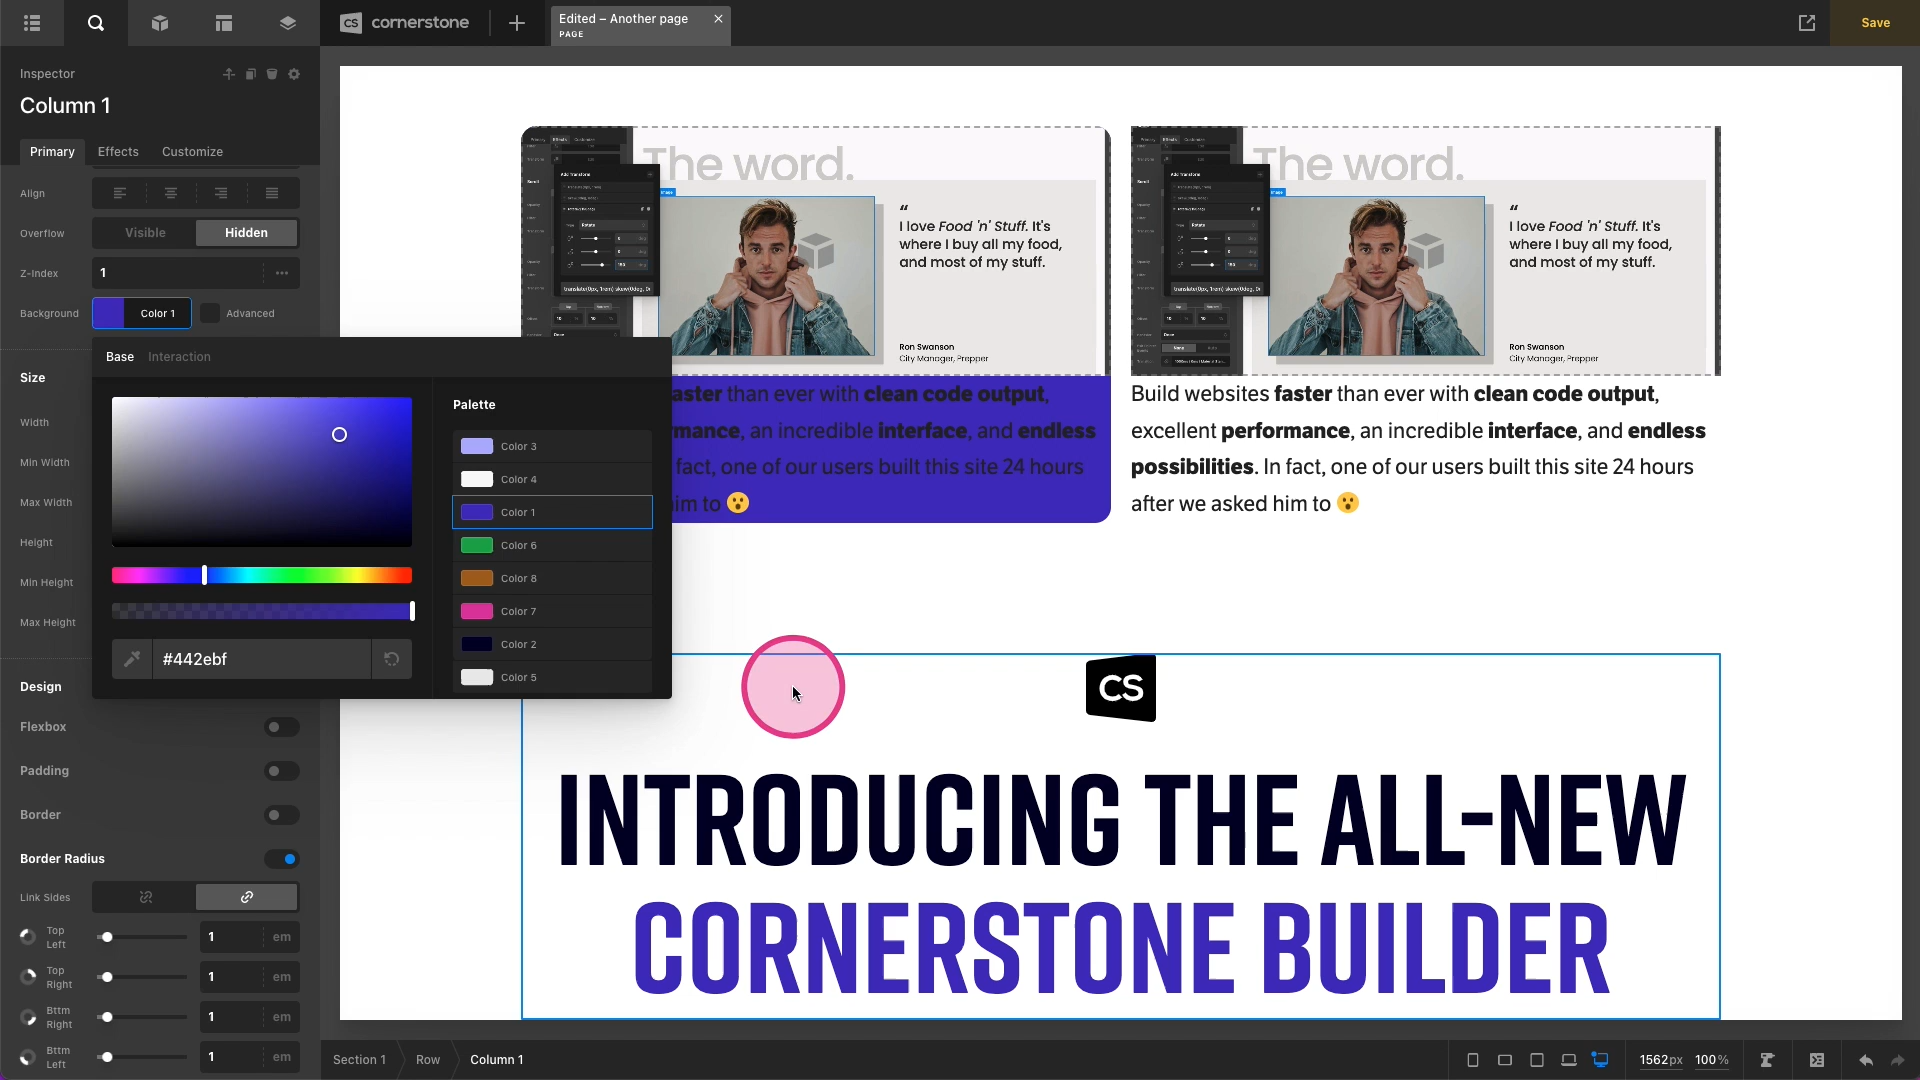 CS cornerstone
Edited – Another page
PAGE
Save
Inspector
Column 1
Primary
Effects
Customize
Align
Overflow
Visible
Hidden
Z-Index
1
Background
Color 1
Advanced
Base
Interaction
Size
Width
Min Width
Max Width
Height
Min Height
Max Height
Palette
Color 3
Color 4
Color 1
Color 6
Color 8
Color 7
Color 2
Color 5
#442ebf
Design
Flexbox
Padding
Border
Border Radius
Link Sides
Top Left
1
em
Top Right
1
em
Bttm Right
1
em
Bttm Left
1
em
The word.
Add Transform
Rotate
“
I love Food 'n' Stuff. It's
where I buy all my food,
and most of my stuff.
Ron Swanson
City Manager, Prepper
aster than ever with clean code output,
mance, an incredible interface, and endless
fact, one of our users built this site 24 hours
im to 😮
The word.
Add Transform
Rotate
“
I love Food 'n' Stuff. It's
where I buy all my food,
and most of my stuff.
Ron Swanson
City Manager, Prepper
Build websites faster than ever with clean code output,
excellent performance, an incredible interface, and endless
possibilities. In fact, one of our users built this site 24 hours
after we asked him to 😮
CS
INTRODUCING THE ALL-NEW
CORNERSTONE BUILDER
Section 1
Row
Column 1
1562px
100%